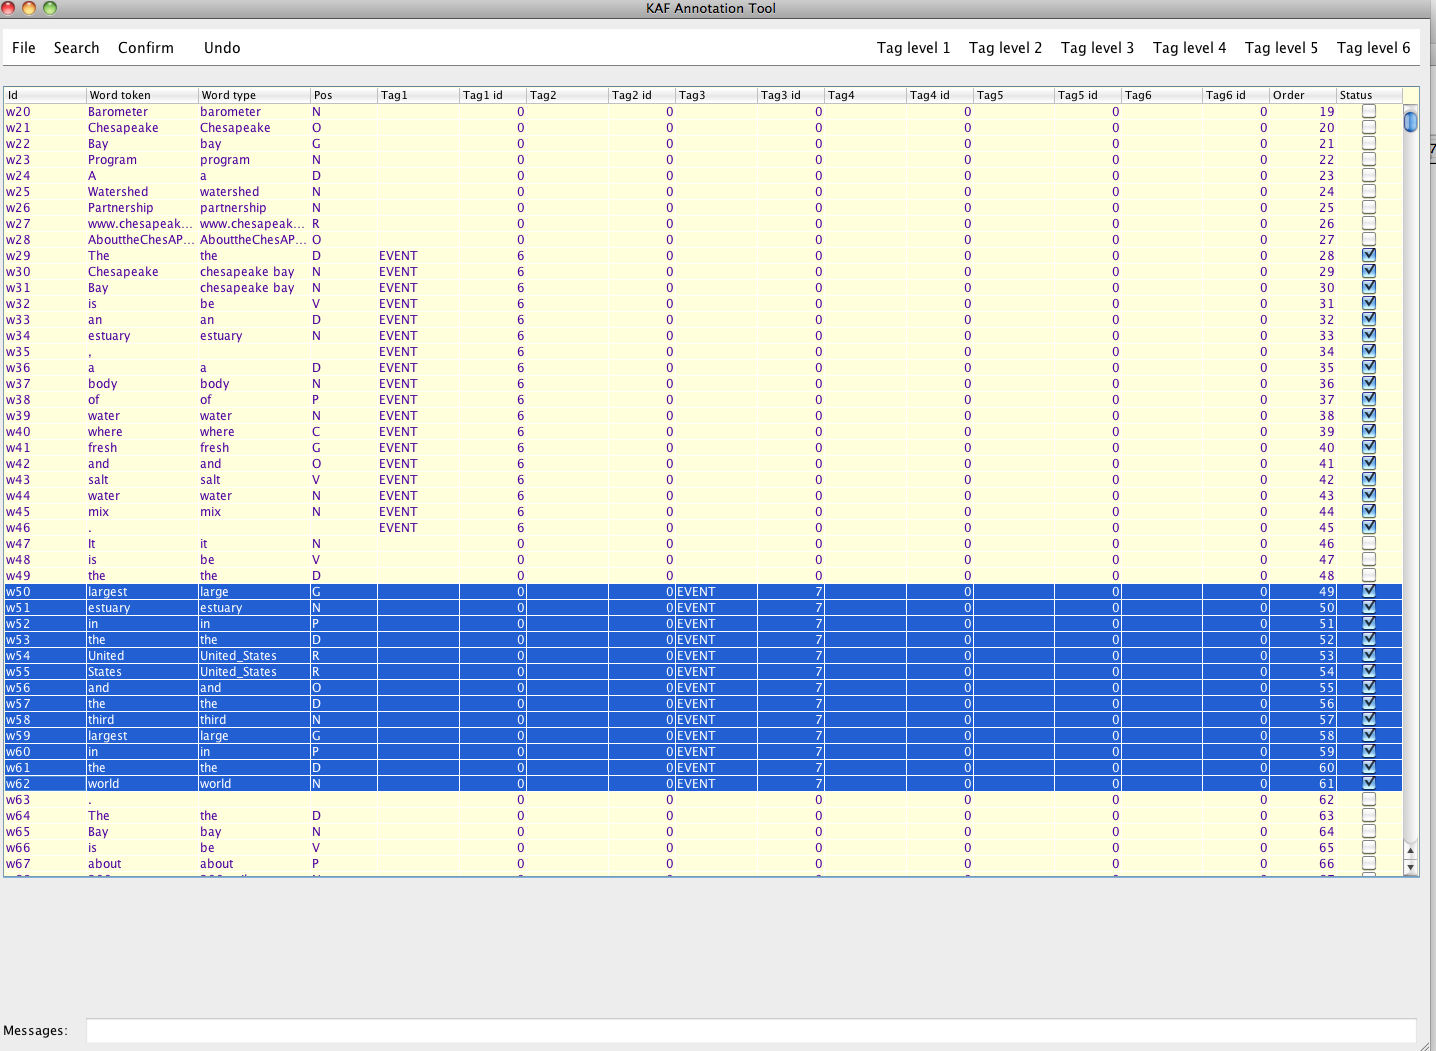 KAF Annotation Tool
File Search Confirm Undo Tag level 1 Tag level 2 Tag level 3 Tag level 4 Tag level 5 Tag level 6
Id Word token Word type Pos Tag1 Tag1 id Tag2 Tag2 id Tag3 Tag3 id Tag4 Tag4 id Tag5 Tag5 id Tag6 Tag6 id Order Status
w20 Barometer barometer N 0 0 0 0 0 0 19
w21 Chesapeake Chesapeake O 0 0 0 0 0 0 20
w22 Bay bay G 0 0 0 0 0 0 21
w23 Program program N 0 0 0 0 0 0 22
w24 A a D 0 0 0 0 0 0 23
w25 Watershed watershed N 0 0 0 0 0 0 24
w26 Partnership partnership N 0 0 0 0 0 0 25
w27 www.chesapeak... www.chesapeak... R 0 0 0 0 0 0 26
w28 AbouttheChesAP... AbouttheChesAP... O 0 0 0 0 0 0 27
w29 The the D EVENT 6 0 0 0 0 0 28
w30 Chesapeake chesapeake bay N EVENT 6 0 0 0 0 0 29
w31 Bay chesapeake bay N EVENT 6 0 0 0 0 0 30
w32 is be V EVENT 6 0 0 0 0 0 31
w33 an an D EVENT 6 0 0 0 0 0 32
w34 estuary estuary N EVENT 6 0 0 0 0 0 33
w35 , EVENT 6 0 0 0 0 0 34
w36 a a D EVENT 6 0 0 0 0 0 35
w37 body body N EVENT 6 0 0 0 0 0 36
w38 of of P EVENT 6 0 0 0 0 0 37
w39 water water N EVENT 6 0 0 0 0 0 38
w40 where where C EVENT 6 0 0 0 0 0 39
w41 fresh fresh G EVENT 6 0 0 0 0 0 40
w42 and and O EVENT 6 0 0 0 0 0 41
w43 salt salt V EVENT 6 0 0 0 0 0 42
w44 water water N EVENT 6 0 0 0 0 0 43
w45 mix mix N EVENT 6 0 0 0 0 0 44
w46 . EVENT 6 0 0 0 0 0 45
w47 It it N 0 0 0 0 0 0 46
w48 is be V 0 0 0 0 0 0 47
w49 the the D 0 0 0 0 0 0 48
w50 largest large G 0 0 EVENT 7 0 0 0 49
w51 estuary estuary N 0 0 EVENT 7 0 0 0 50
w52 in in P 0 0 EVENT 7 0 0 0 51
w53 the the D 0 0 EVENT 7 0 0 0 52
w54 United United_States R 0 0 EVENT 7 0 0 0 53
w55 States United_States R 0 0 EVENT 7 0 0 0 54
w56 and and O 0 0 EVENT 7 0 0 0 55
w57 the the D 0 0 EVENT 7 0 0 0 56
w58 third third N 0 0 EVENT 7 0 0 0 57
w59 largest large G 0 0 EVENT 7 0 0 0 58
w60 in in P 0 0 EVENT 7 0 0 0 59
w61 the the D 0 0 EVENT 7 0 0 0 60
w62 world world N 0 0 EVENT 7 0 0 0 61
w63 . 0 0 0 0 0 0 62
w64 The the D 0 0 0 0 0 0 63
w65 Bay bay N 0 0 0 0 0 0 64
w66 is be V 0 0 0 0 0 0 65
w67 about about P 0 0 0 0 0 0 66
Messages: